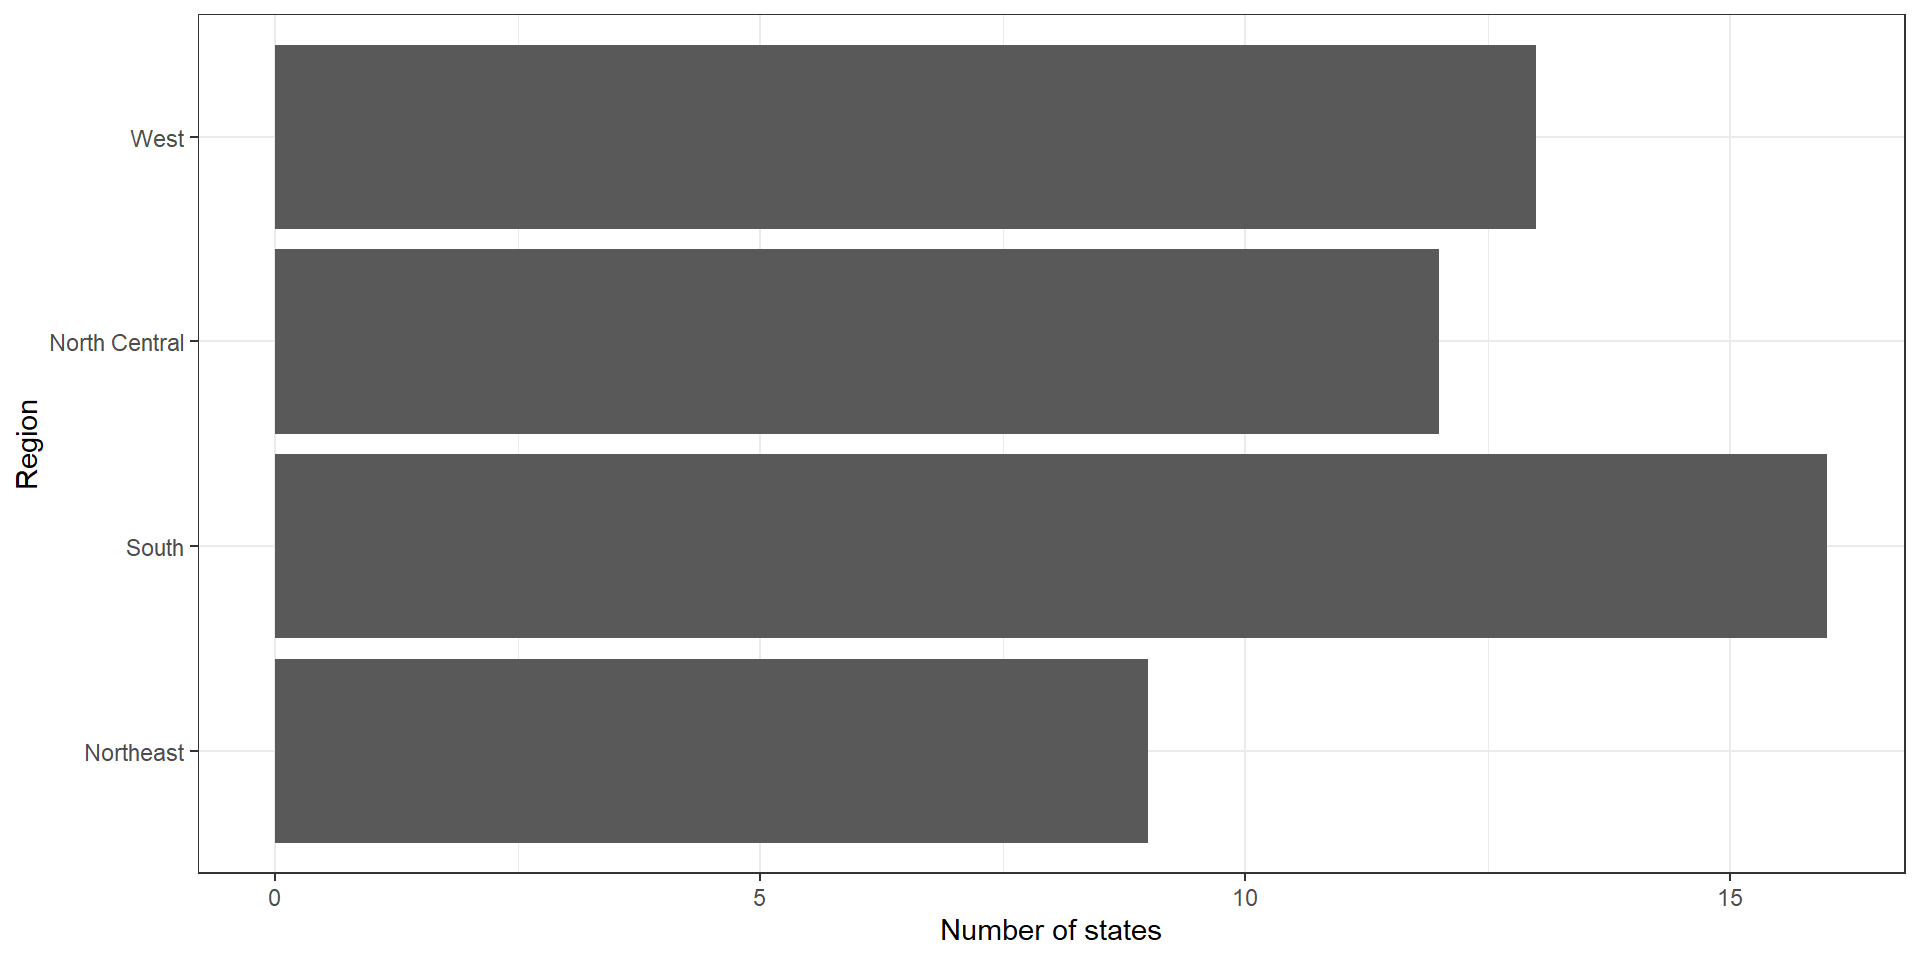 West
North Central
South
Northeast
Region
0 5 10 15
Number of states